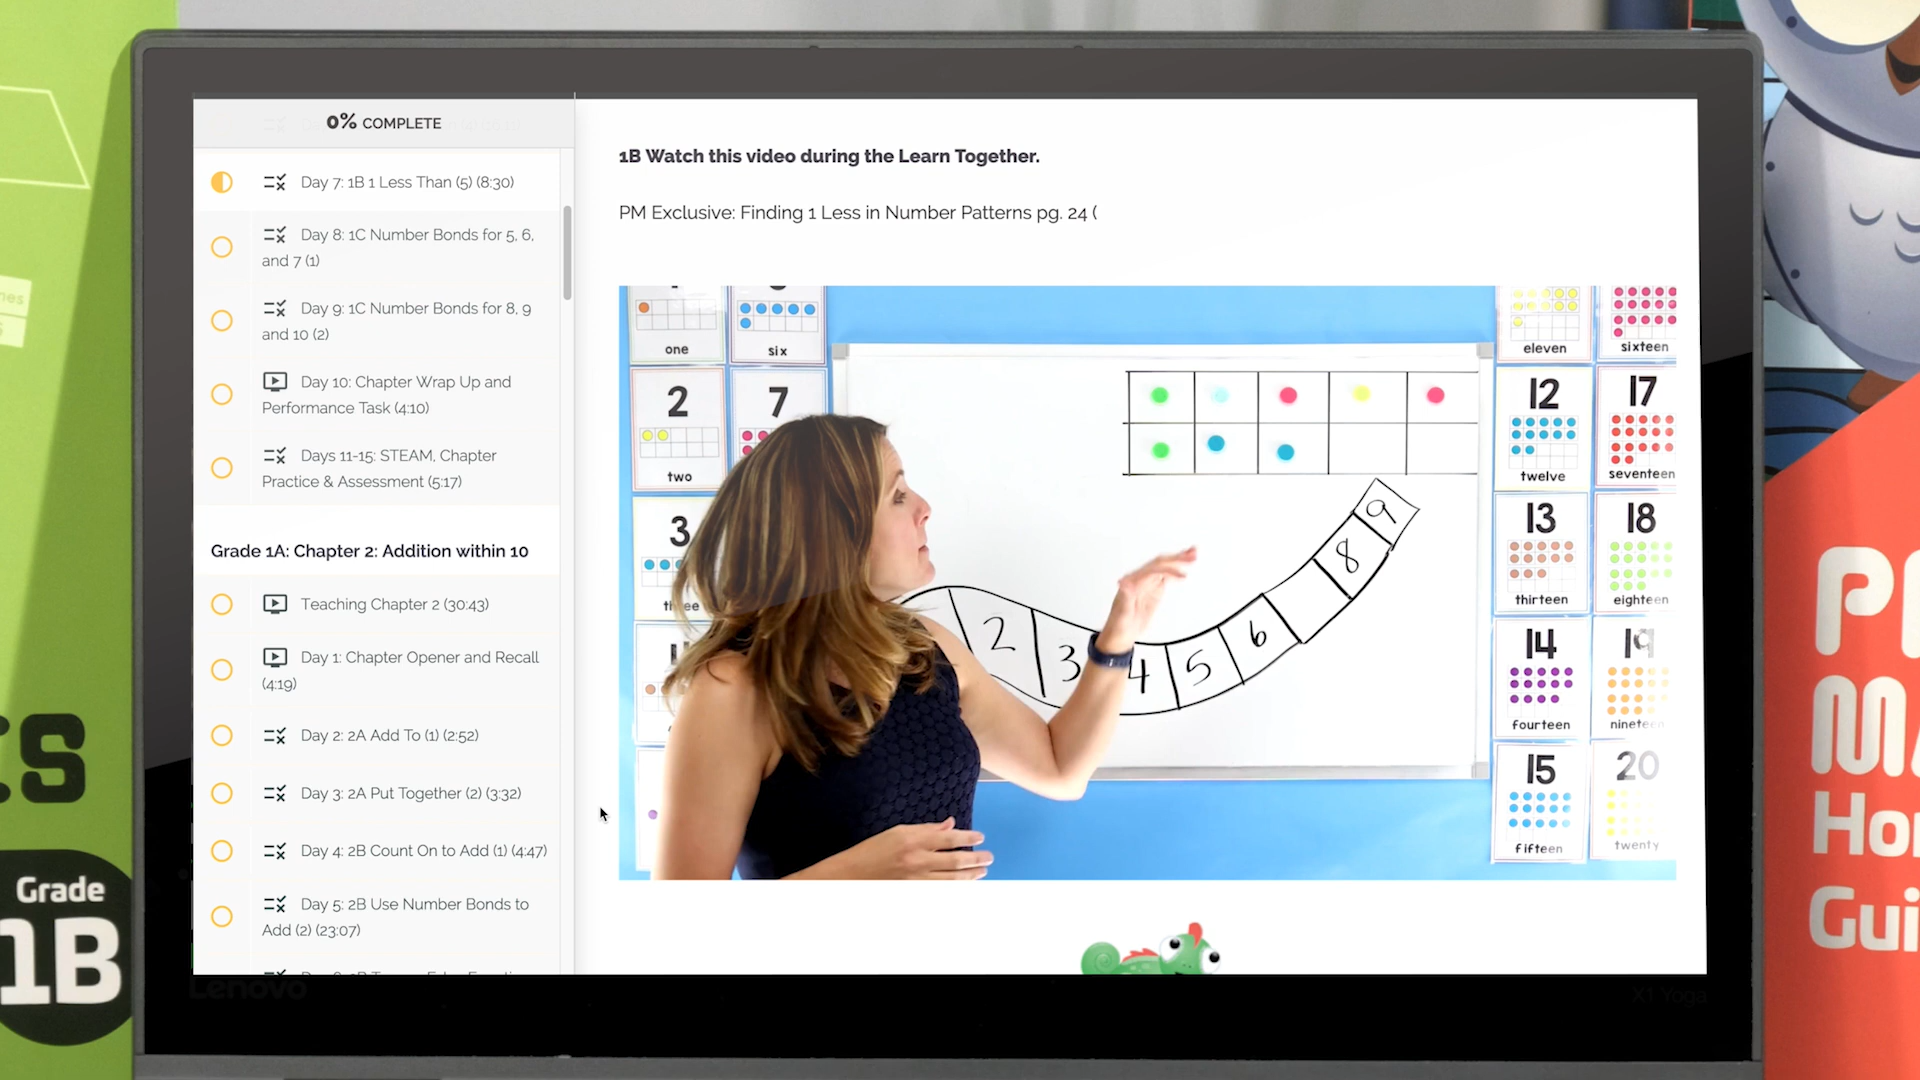 0% COMPLETE
Day 7: 1B 1 Less Than (5) (8:30)
Day 8: 1C Number Bonds for 5, 6,
and 7 (1)
Day 9: 1C Number Bonds for 8, 9
and 10 (2)
Day 10: Chapter Wrap Up and
Performance Task (4:10)
Days 11-15: STEAM, Chapter
Practice & Assessment (5:17)
Grade 1A: Chapter 2: Addition within 10
Teaching Chapter 2 (30:43)
Day 1: Chapter Opener and Recall
(4:19)
Day 2: 2A Add To (1) (2:52)
Day 3: 2A Put Together (2) (3:32)
Day 4: 2B Count On to Add (1) (4:47)
Day 5: 2B Use Number Bonds to
Add (2) (23:07)
1B Watch this video during the Learn Together.
PM Exclusive: Finding 1 Less in Number Patterns pg. 24 (
one
six
2
two
7
3
three
2
3
4
5
6
8
9
eleven
sixteen
12
twelve
17
seventeen
13
thirteen
18
eighteen
14
fourteen
19
nineteen
15
fifteen
20
twenty
Lenovo
X1 Yoga
Grade
1B